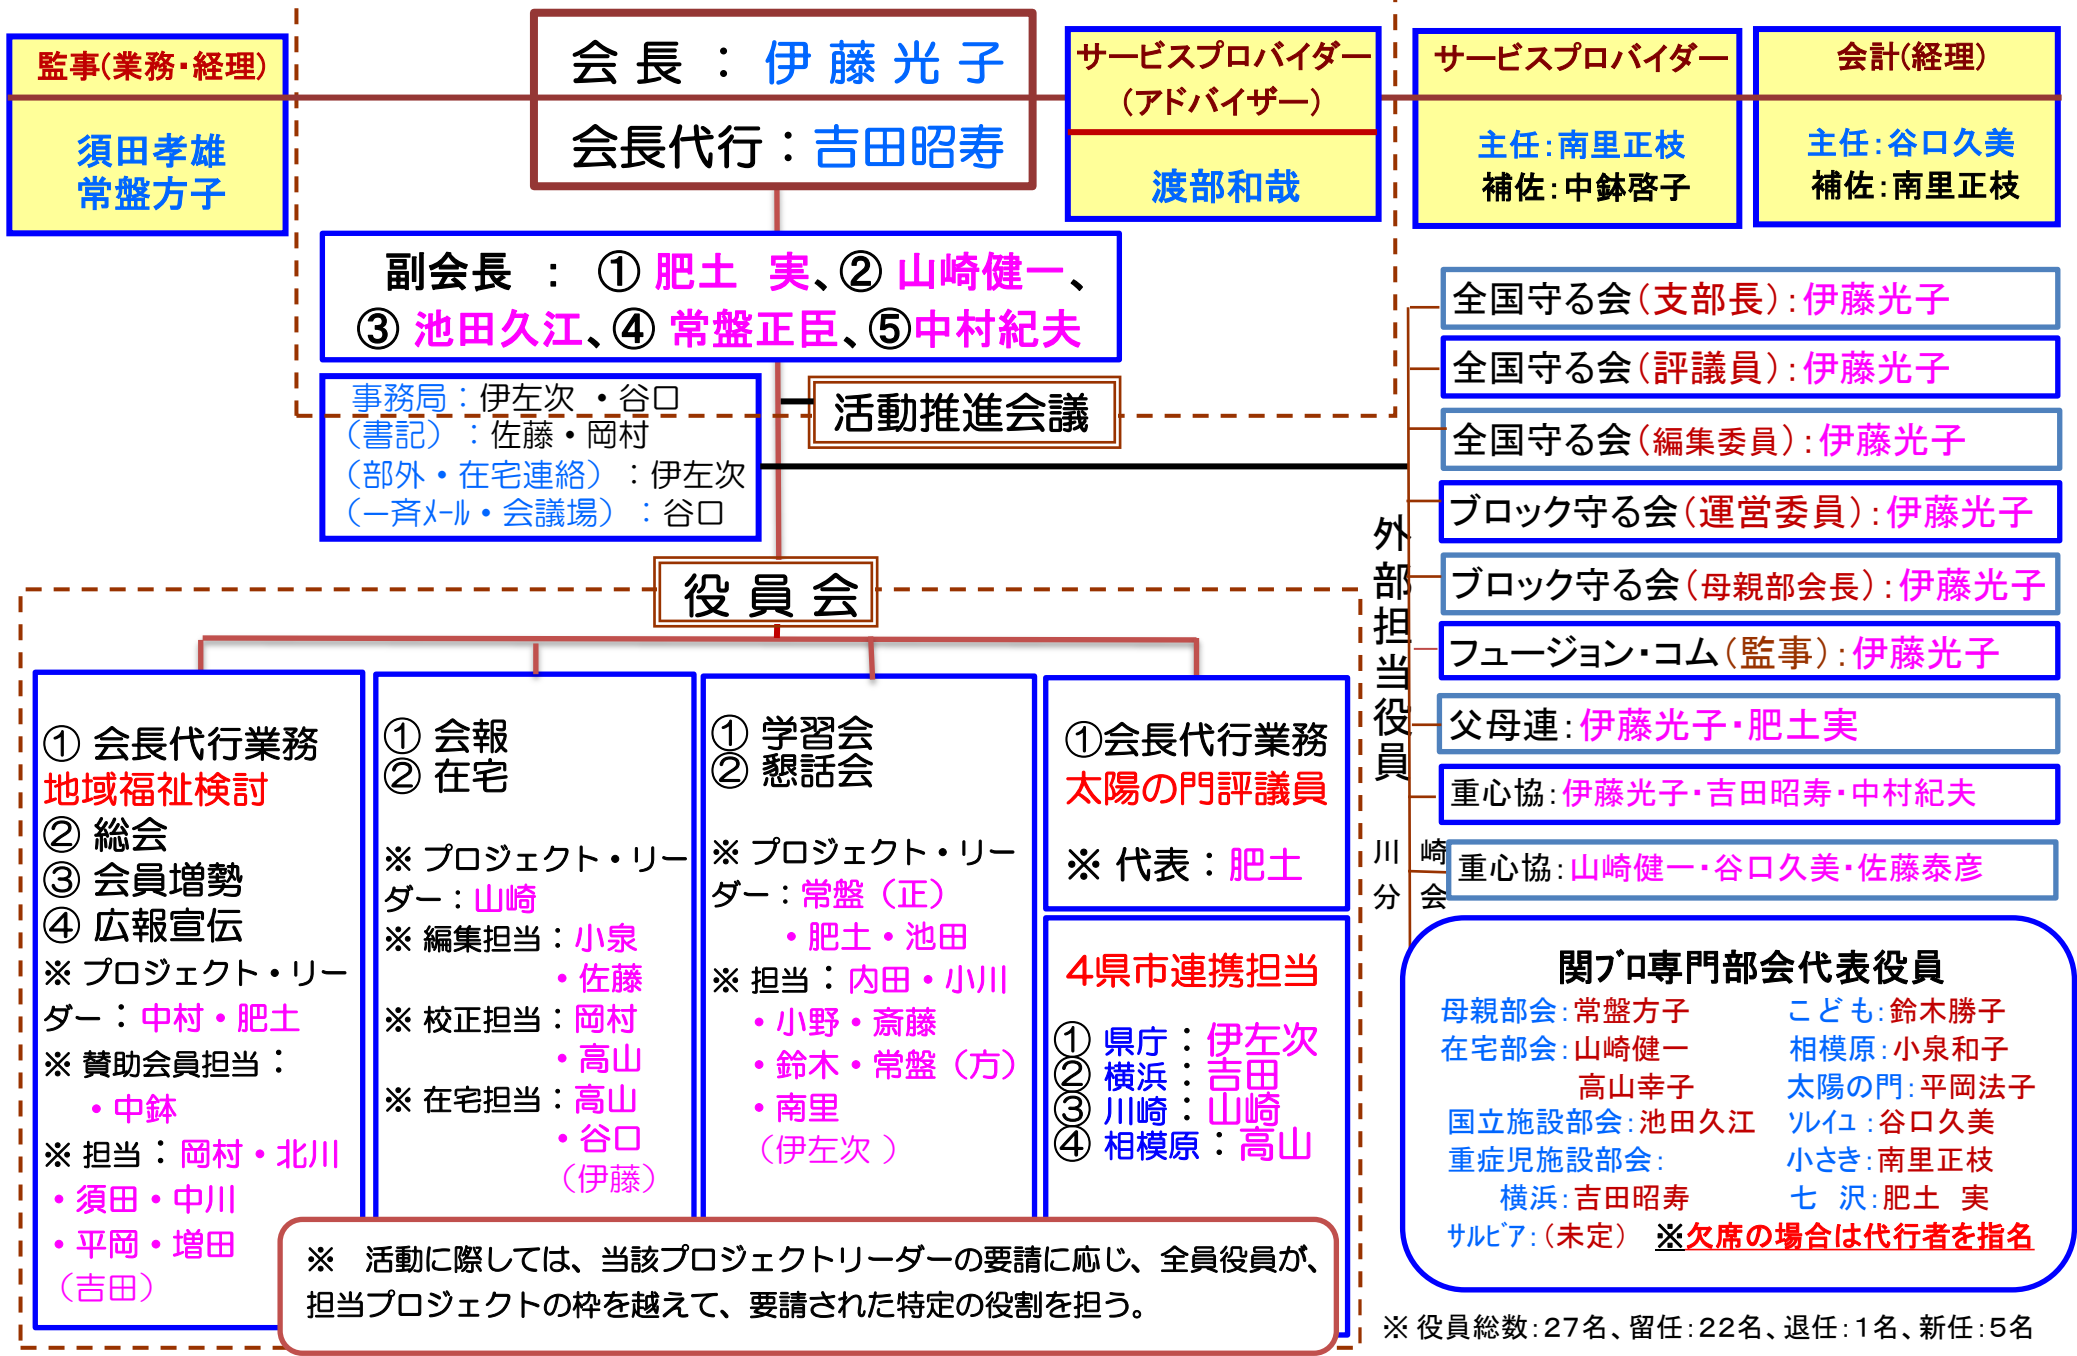 監事(業務・経理)
須田孝雄
常盤方子
会 長 ： 伊 藤 光 子
会長代行：吉田昭寿
サービスプロバイダー
（アドバイザー）
渡部和哉
サービスプロバイダー
主任：南里正枝
補佐：中鉢啓子
会計(経理)
主任：谷口久美
補佐：南里正枝
副会長 ： ① 肥土 実、② 山崎健一、
③ 池田久江、④ 常盤正臣、⑤中村紀夫
事務局：伊左次 ・谷口
（書記）：佐藤・岡村
（部外・在宅連絡）：伊左次
（一斉ﾒｰﾙ・会議場）：谷口
活動推進会議
役 員 会
① 会長代行業務
地域福祉検討
② 総会
③ 会員増勢
④ 広報宣伝
※ プロジェクト・リー
ダー：中村・肥土
※ 賛助会員担当：
・中鉢
※ 担当：岡村・北川
・須田・中川
・平岡・増田
（吉田）
① 会報
② 在宅
※ プロジェクト・リー
ダー：山崎
※ 編集担当：小泉
・佐藤
※ 校正担当：岡村
・高山
※ 在宅担当：高山
・谷口
（伊藤）
① 学習会
② 懇話会
※ プロジェクト・リー
ダー：常盤（正）
・肥土・池田
※ 担当：内田・小川
・小野・斎藤
・鈴木・常盤（方）
・南里
（伊左次 ）
①会長代行業務
太陽の門評議員
※ 代表：肥土
４県市連携担当
① 県庁：伊左次
② 横浜：吉田
③ 川崎：山崎
④ 相模原：高山
※ 活動に際しては、当該プロジェクトリーダーの要請に応じ、全員役員が、
担当プロジェクトの枠を越えて、要請された特定の役割を担う。
外部担当役員
全国守る会（支部長）：伊藤光子
全国守る会（評議員）：伊藤光子
全国守る会（編集委員）：伊藤光子
ブロック守る会（運営委員）：伊藤光子
ブロック守る会（母親部会長）：伊藤光子
フュージョン・コム（監事）：伊藤光子
父母連：伊藤光子・肥土実
重心協：伊藤光子・吉田昭寿・中村紀夫
川崎
分会
重心協：山崎健一・谷口久美・佐藤泰彦
関ﾌﾞﾛ専門部会代表役員
母親部会：常盤方子 こども：鈴木勝子
在宅部会：山崎健一 相模原：小泉和子
高山幸子 太陽の門：平岡法子
国立施設部会：池田久江 ｿﾚｲﾕ：谷口久美
重症児施設部会： 小さき：南里正枝
横浜：吉田昭寿 七 沢：肥土 実
ｻﾙﾋﾞｱ：（未定） ※欠席の場合は代行者を指名
※ 役員総数：２７名、留任：２２名、退任：１名、新任：５名